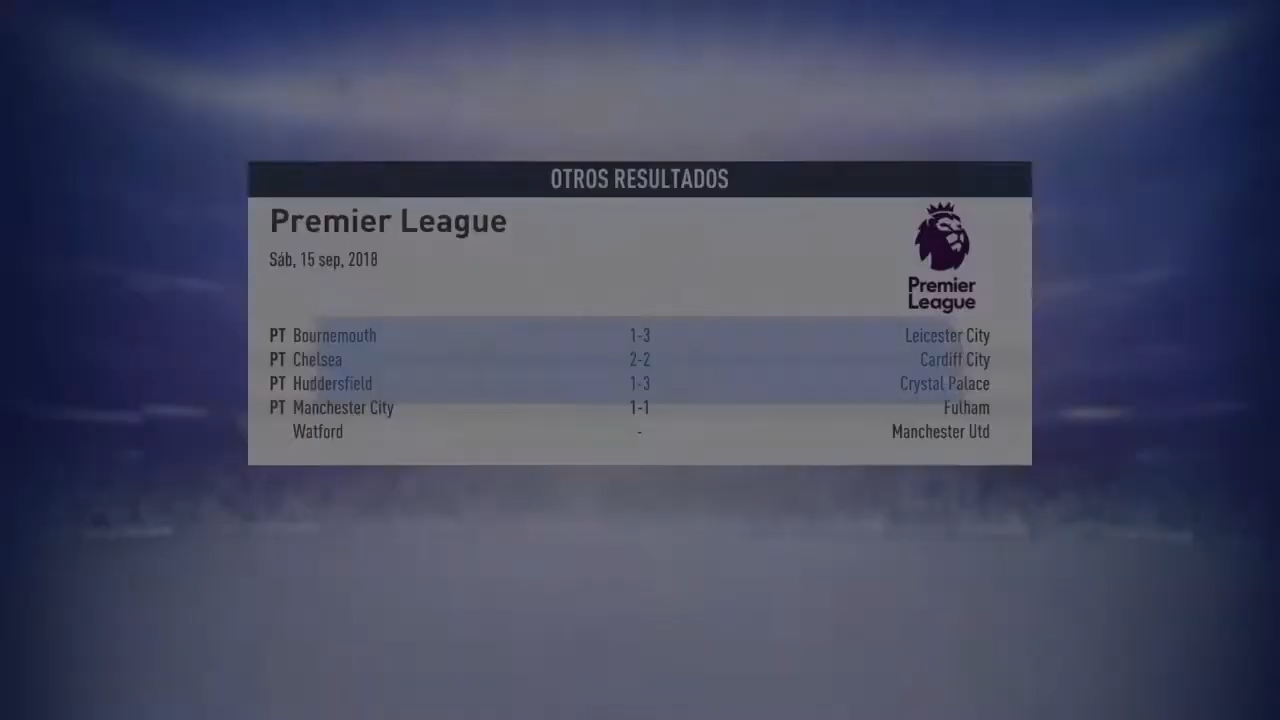 OTROS RESULTADOS
Premier League
Sáb, 15 sep, 2018
Premier
League
PT Bournemouth 1-3 Leicester City
PT Chelsea 2-2 Cardiff City
PT Huddersfield 1-3 Crystal Palace
PT Manchester City 1-1 Fulham
Watford - Manchester Utd